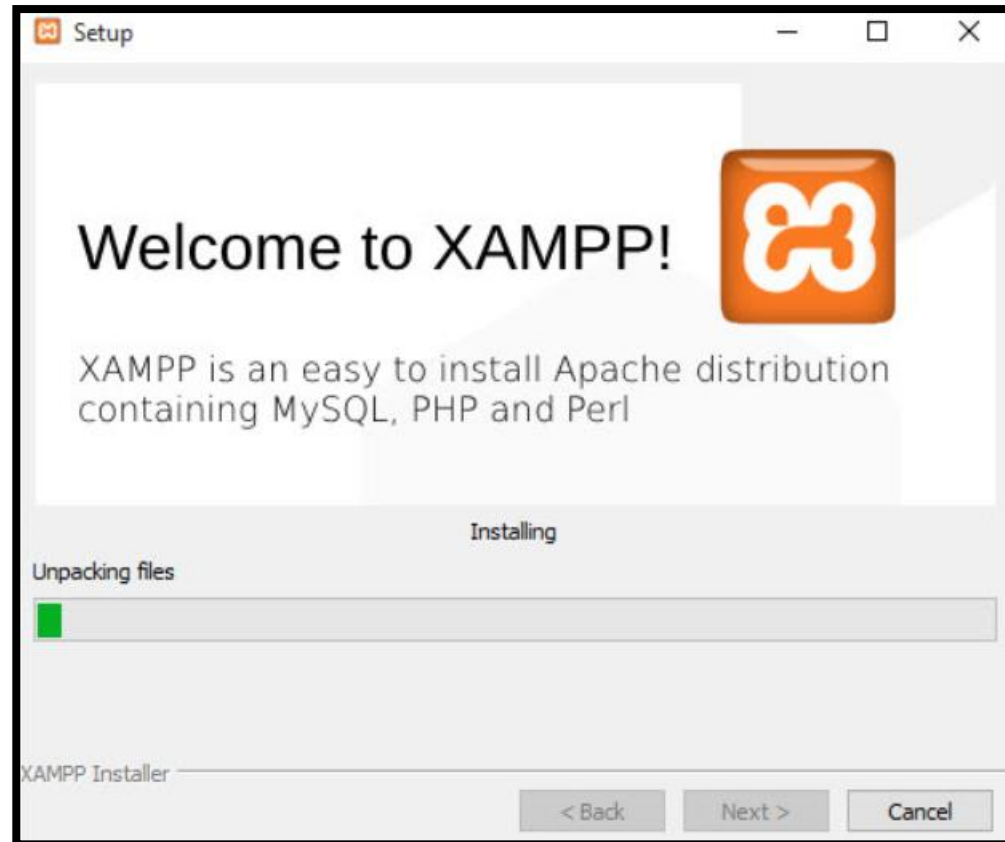 Setup
Welcome to XAMPP!
XAMPP is an easy to install Apache distribution
containing MySQL, PHP and Perl
Installing
Unpacking files
XAMPP Installer
< Back
Next >
Cancel